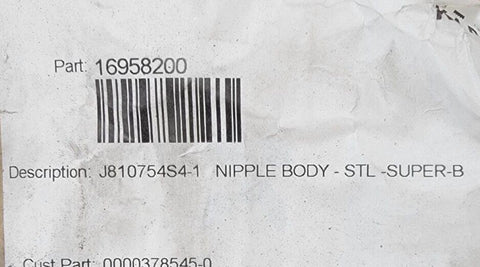 Part: 16958200
Description: J810754S4-1 NIPPLE BODY - STL -SUPER-B
Cust Part: 0000378545-0